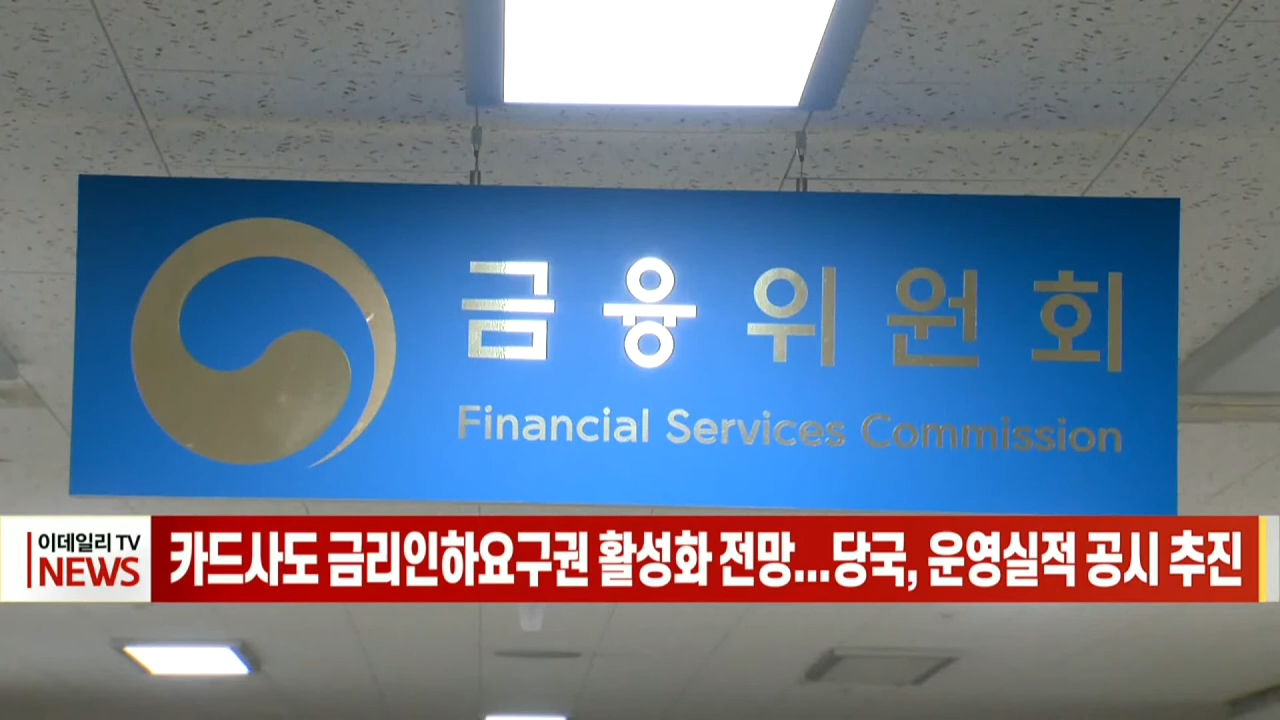 금융위원회
Financial Services Commission
이데일리 TV
NEWS
카드사도 금리인하요구권 활성화 전망...당국, 운영실적 공시 추진